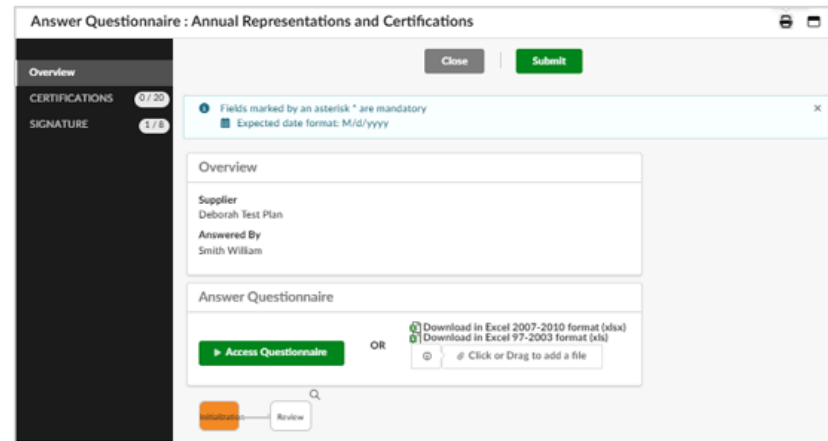 Answer Questionnaire : Annual Representations and Certifications
Close
Submit
Overview
CERTIFICATIONS 0 / 20
SIGNATURE 1 / 8
Fields marked by an asterisk * are mandatory
Expected date format: M/d/yyyy
Overview
Supplier
Deborah Test Plan
Answered By
Smith William
Answer Questionnaire
Download in Excel 2007-2010 format (xlsx)
Download in Excel 97-2003 format (xls)
Access Questionnaire
OR
Click or Drag to add a file
Initialization
Review